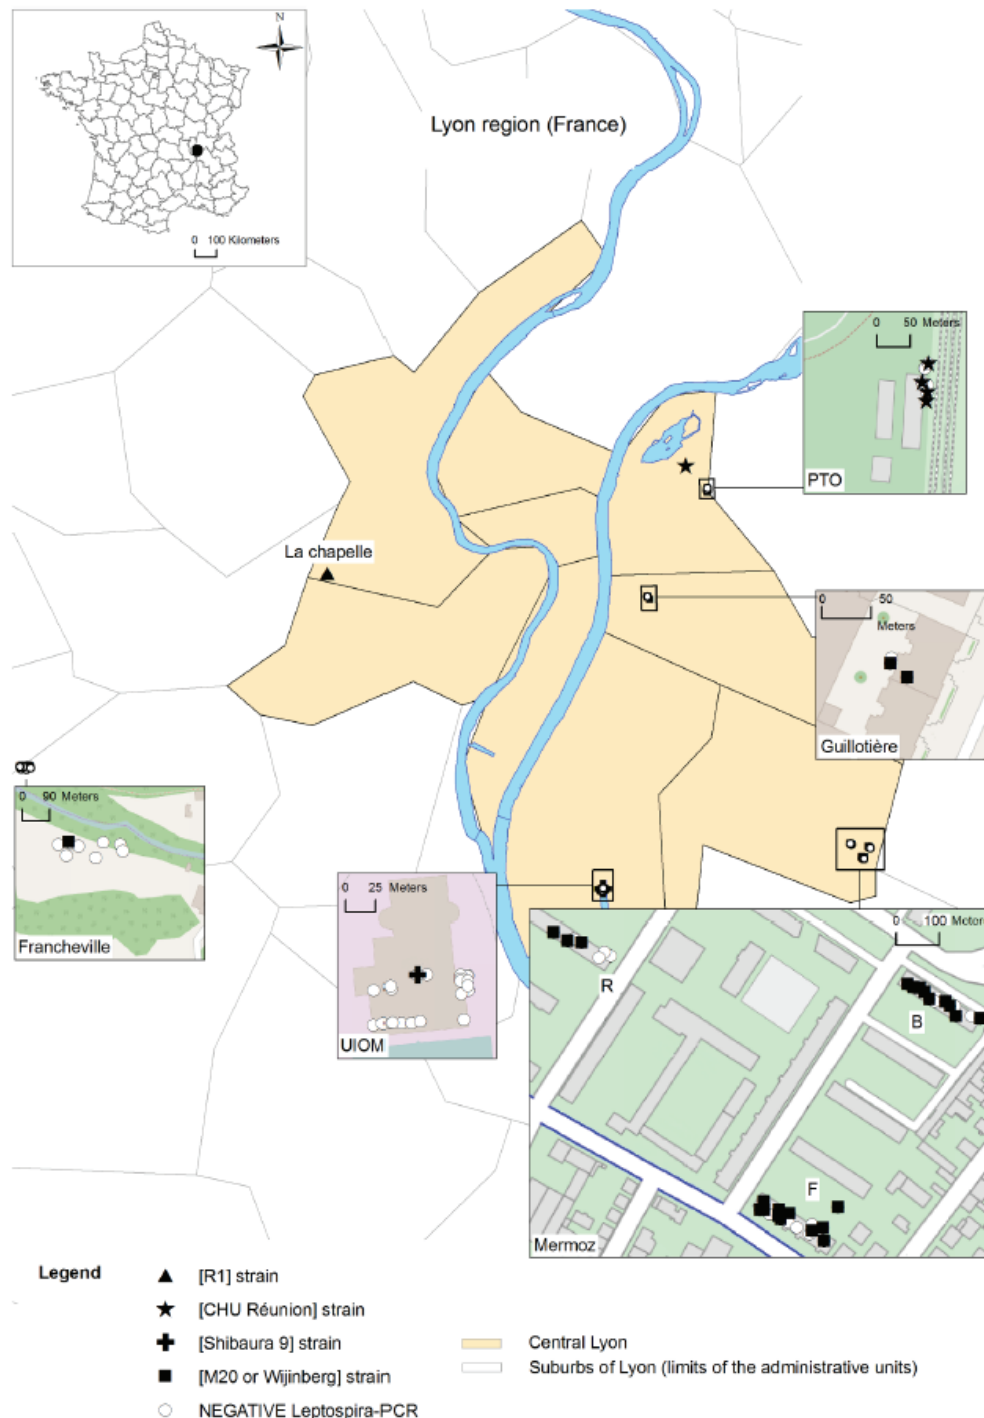 N
Lyon region (France)
0 100 Kilometers
0 50 Meters
PTO
La chapelle
0 50
Meters
Guillotière
0 90 Meters
Francheville
0 25 Meters
UIOM
0 100 Meters
R
B
F
Mermoz
Legend
[R1] strain
[CHU Réunion] strain
[Shibaura 9] strain
[M20 or Wijinberg] strain
NEGATIVE Leptospira-PCR
Central Lyon
Suburbs of Lyon (limits of the administrative units)